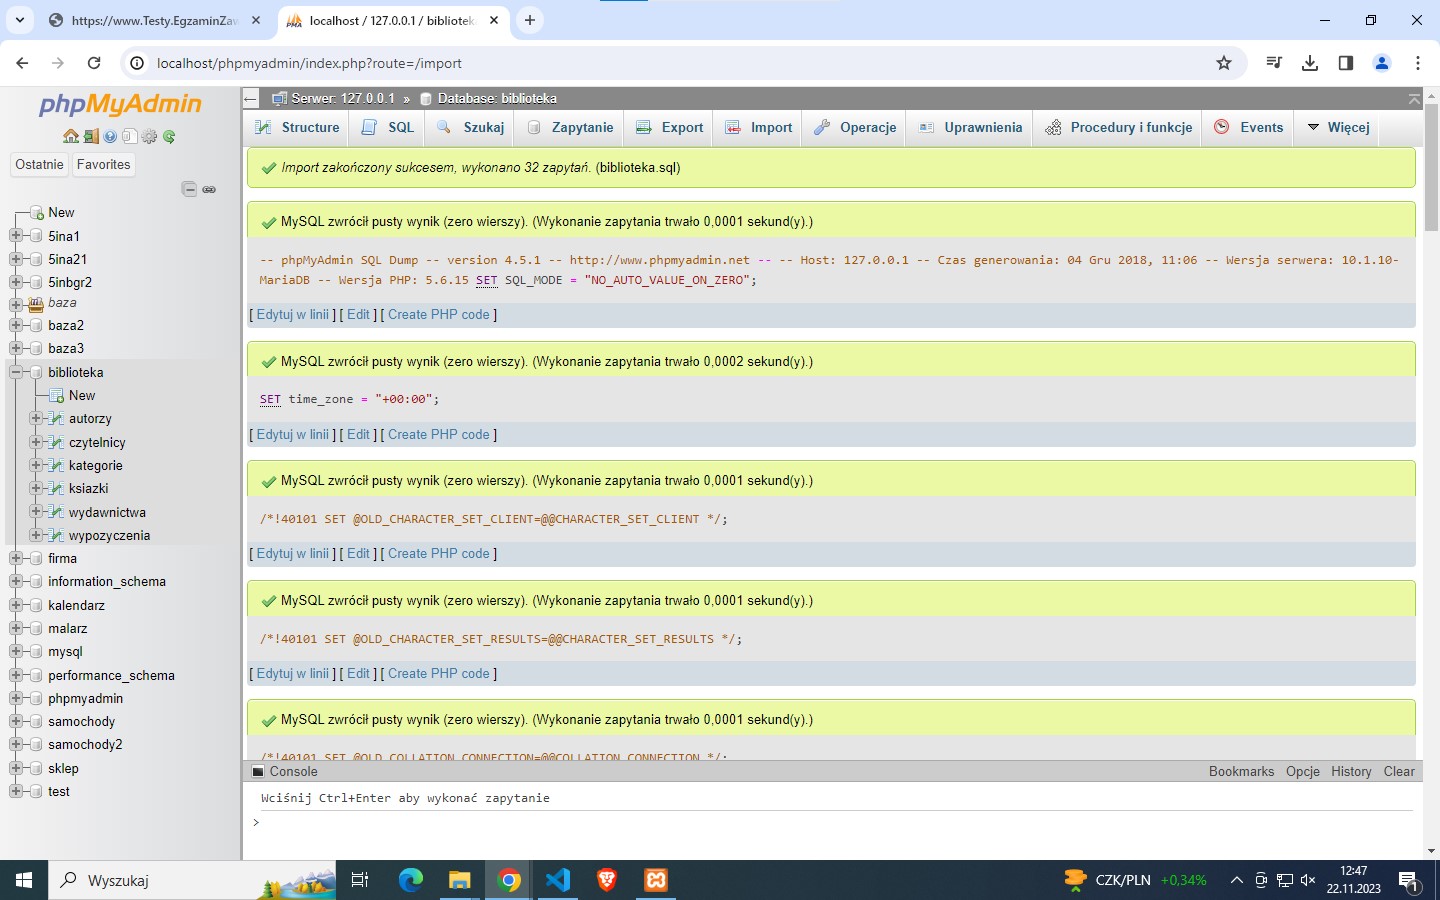 https://www.Testy.EgzaminZaw
localhost / 127.0.0.1 / biblioteka
localhost/phpmyadmin/index.php?route=/import
phpMyAdmin
Ostatnie
Favorites
New
5ina1
5ina21
5inbgr2
baza
baza2
baza3
biblioteka
New
autorzy
czytelnicy
kategorie
ksiazki
wydawnictwa
wypozyczenia
firma
information_schema
kalendarz
malarz
mysql
performance_schema
phpmyadmin
samochody
samochody2
sklep
test
Serwer: 127.0.0.1 » Database: biblioteka
Structure SQL Szukaj Zapytanie Export Import Operacje Uprawnienia Procedury i funkcje Events Więcej
Import zakończony sukcesem, wykonano 32 zapytań. (biblioteka.sql)
MySQL zwrócił pusty wynik (zero wierszy). (Wykonanie zapytania trwało 0,0001 sekund(y).)
-- phpMyAdmin SQL Dump -- version 4.5.1 -- http://www.phpmyadmin.net -- -- Host: 127.0.0.1 -- Czas generowania: 04 Gru 2018, 11:06 -- Wersja serwera: 10.1.10-
MariaDB -- Wersja PHP: 5.6.15 SET SQL_MODE = "NO_AUTO_VALUE_ON_ZERO";
[ Edytuj w linii ] [ Edit ] [ Create PHP code ]
MySQL zwrócił pusty wynik (zero wierszy). (Wykonanie zapytania trwało 0,0002 sekund(y).)
SET time_zone = "+00:00";
[ Edytuj w linii ] [ Edit ] [ Create PHP code ]
MySQL zwrócił pusty wynik (zero wierszy). (Wykonanie zapytania trwało 0,0001 sekund(y).)
/*!40101 SET @OLD_CHARACTER_SET_CLIENT=@@CHARACTER_SET_CLIENT */;
[ Edytuj w linii ] [ Edit ] [ Create PHP code ]
MySQL zwrócił pusty wynik (zero wierszy). (Wykonanie zapytania trwało 0,0001 sekund(y).)
/*!40101 SET @OLD_CHARACTER_SET_RESULTS=@@CHARACTER_SET_RESULTS */;
[ Edytuj w linii ] [ Edit ] [ Create PHP code ]
MySQL zwrócił pusty wynik (zero wierszy). (Wykonanie zapytania trwało 0,0001 sekund(y).)
/*!40101 SET @OLD_COLLATION_CONNECTION=@@COLLATION_CONNECTION */;
Console
Bookmarks Opcje History Clear
Wciśnij Ctrl+Enter aby wykonać zapytanie
>
Wyszukaj
CZK/PLN +0,34%
12:47
22.11.2023
1